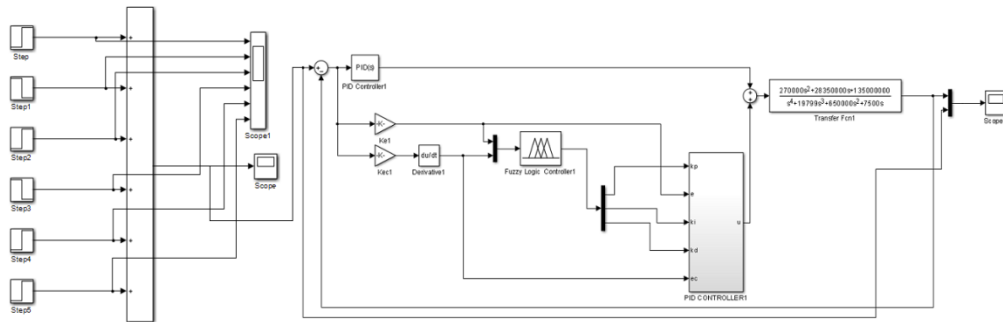 Step
Step1
Step2
Step3
Step4
Step5
+
+
+
+
+
+
Scope1
Scope
+
-
PID(s)
PID Controller1
-K-
Ke1
-K-
Kec1
du/dt
Derivative1
Fuzzy Logic Controller1
kp
e
ki
kd
ec
u
PID CONTROLLER1
+
+
270000s²+28350000s+135000000
s⁴+19799s³+650000s²+7500s
Transfer Fcn1